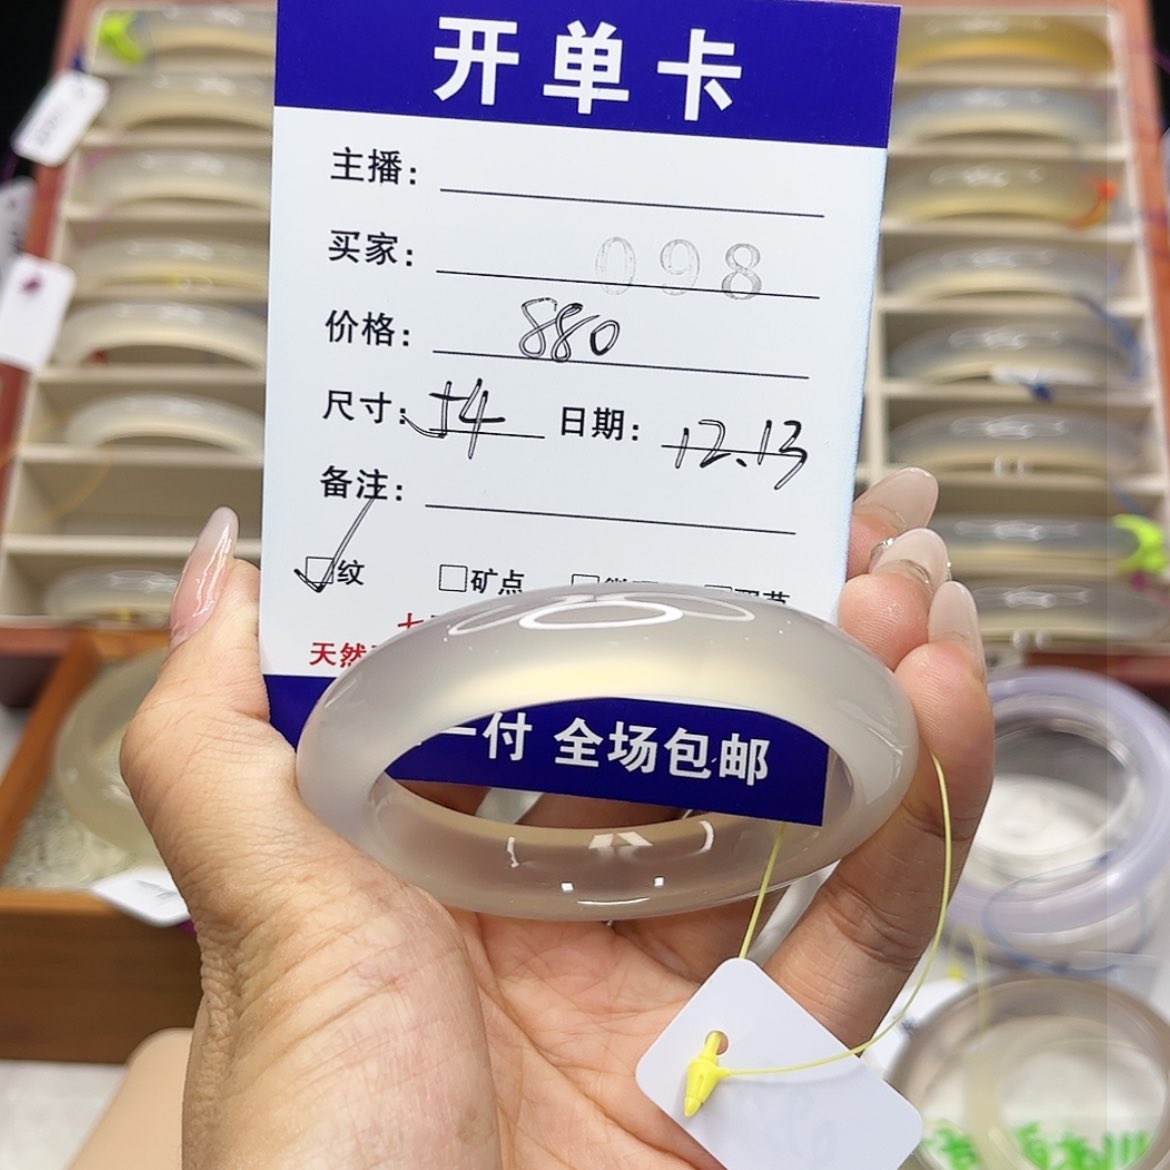 开单卡
主播:
买家: 098
价格: 880
尺寸: 54 日期: 12.13
备注:
纹 矿点
天然
一付 全场包邮